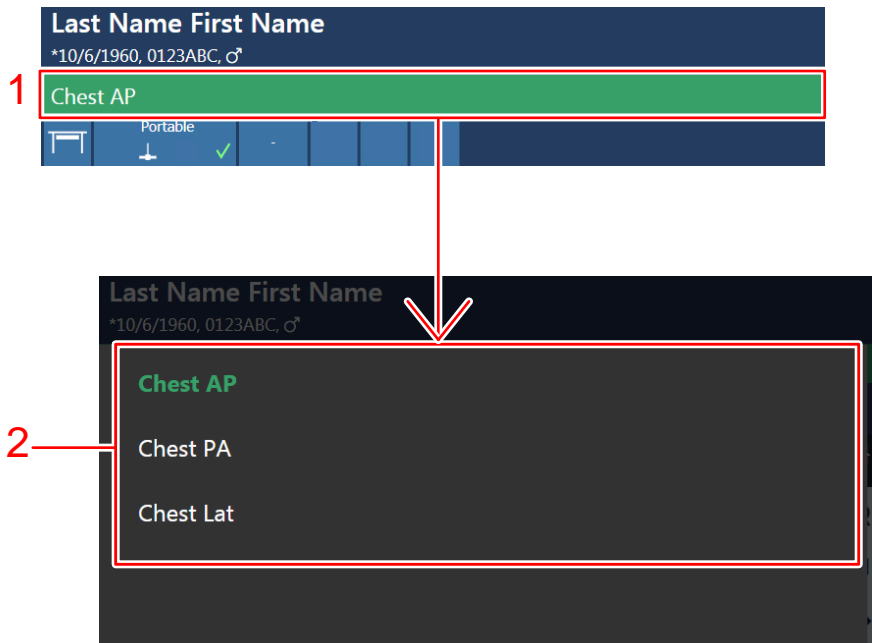 Last Name First Name
*10/6/1960, 0123ABC, ♂
1
Chest AP
Portable
-
Last Name First Name
*10/6/1960, 0123ABC, ♂
Chest AP
2
Chest PA
Chest Lat